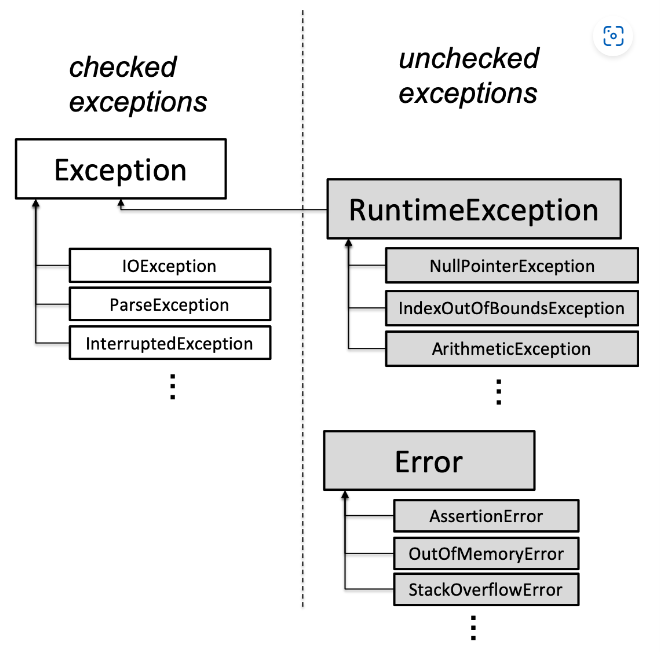 checked
exceptions
unchecked
exceptions
Exception
IOException
ParseException
InterruptedException
RuntimeException
NullPointerException
IndexOutOfBoundsException
ArithmeticException
Error
AssertionError
OutOfMemoryError
StackOverflowError